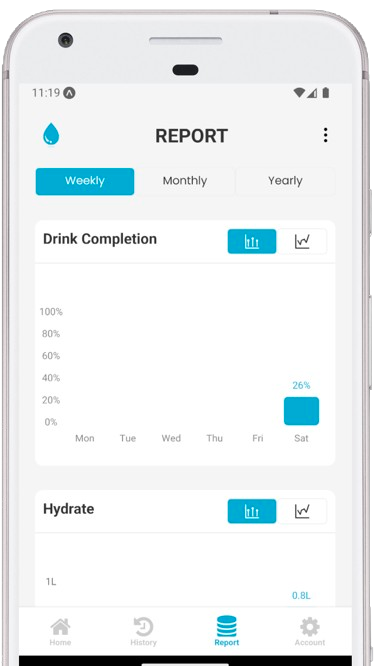 11:19
REPORT
Weekly Monthly Yearly
Drink Completion
100%
80%
60%
40%
26%
20%
0%
Mon Tue Wed Thu Fri Sat
Hydrate
1L
0.8L
Home History Report Account